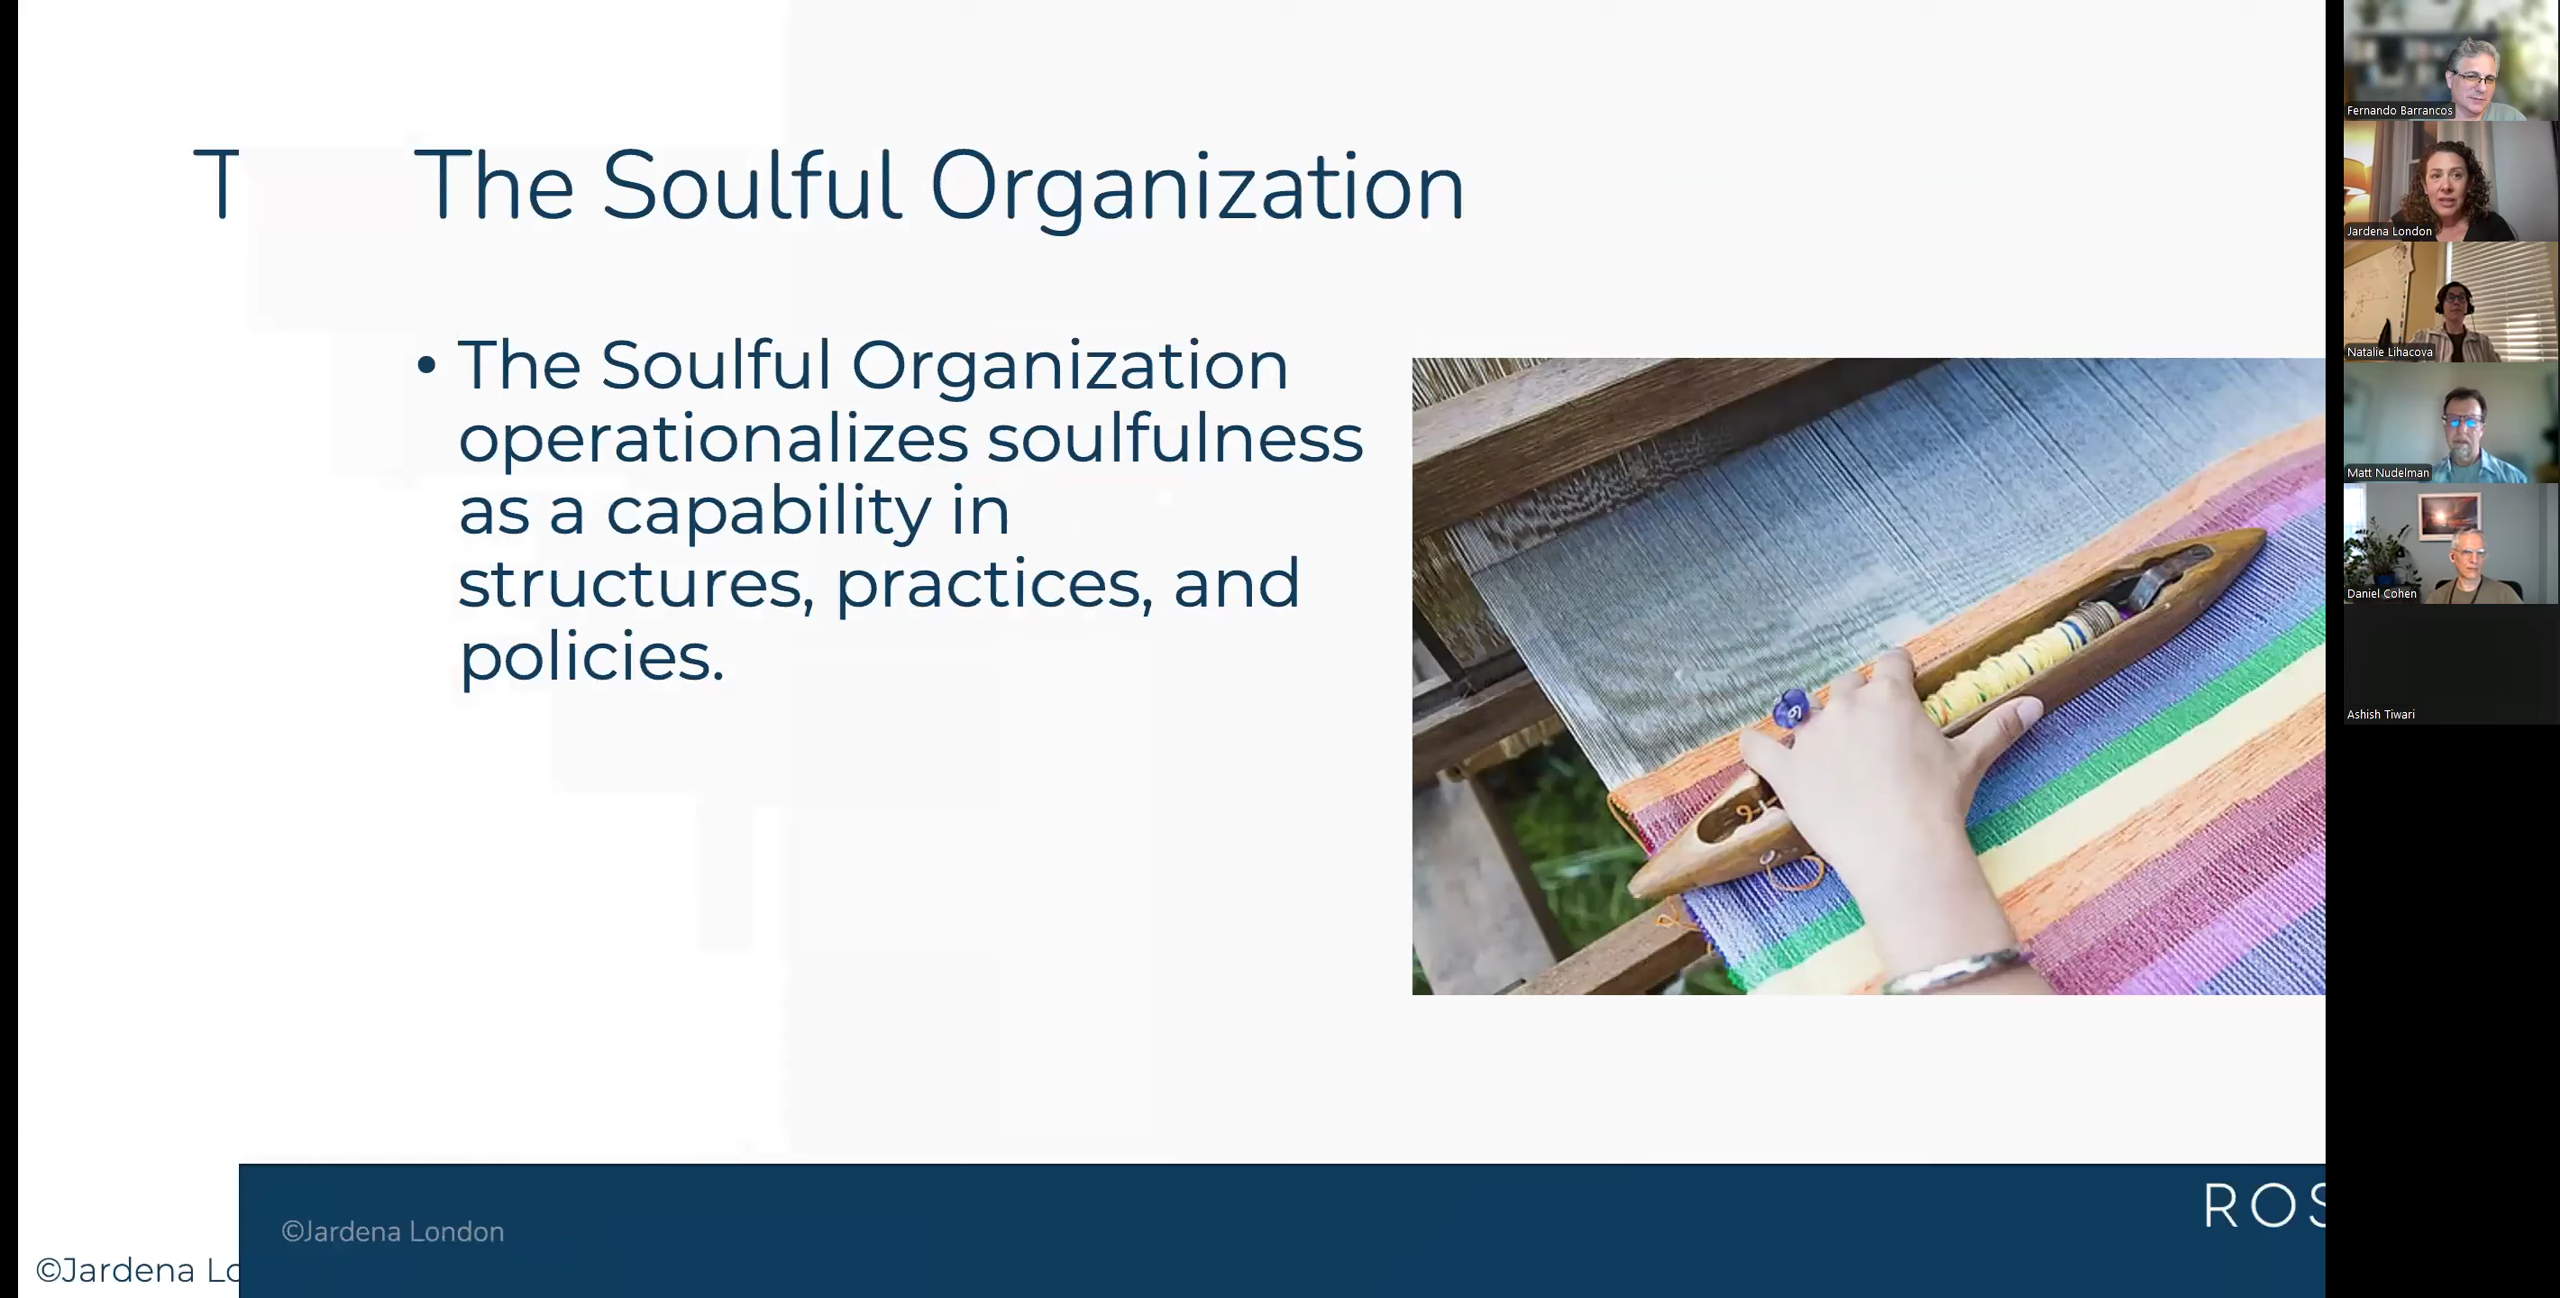 T
The Soulful Organization
• The Soulful Organization
operationalizes soulfulness
as a capability in
structures, practices, and
policies.
©Jardena London
ROS
©Jardena Lo
Fernando Barrancos
Jardena London
Natalie Lihacova
Matt Nudelman
Daniel Cohen
Ashish Tiwari